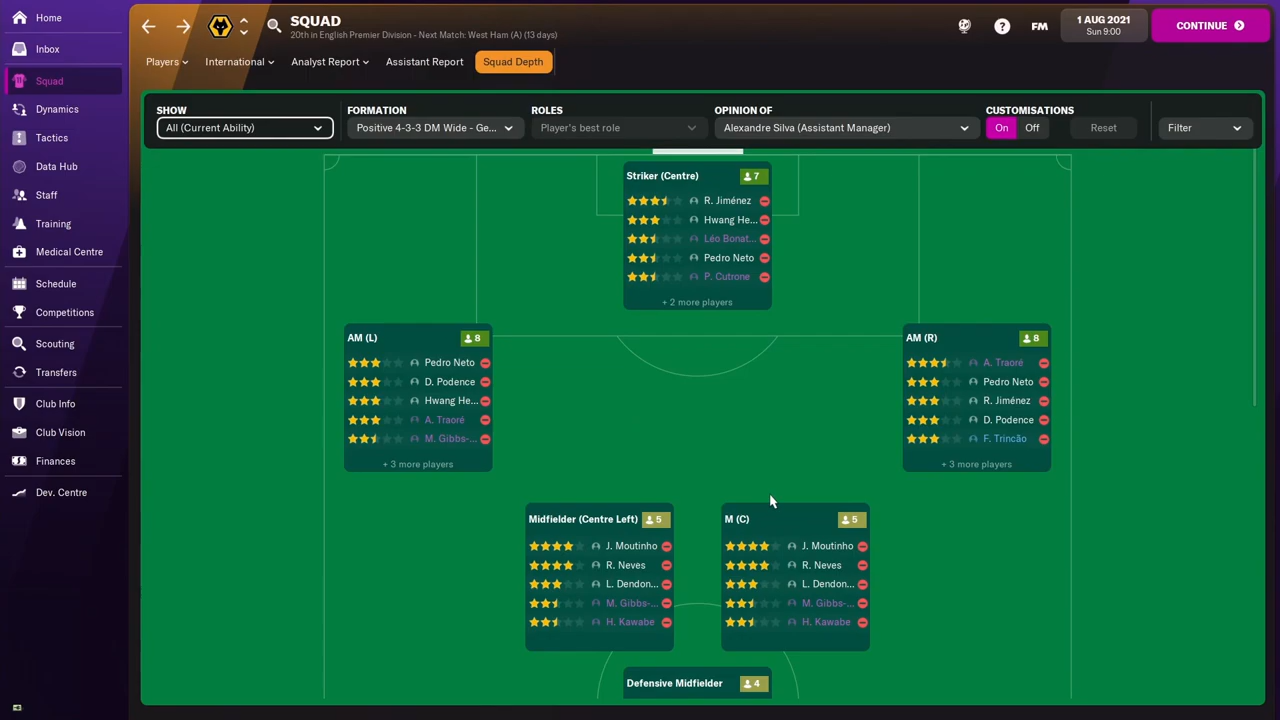 Home
Inbox
Squad
Dynamics
Tactics
Data Hub
Staff
Training
Medical Centre
Schedule
Competitions
Scouting
Transfers
Club Info
Club Vision
Finances
Dev. Centre
SQUAD
20th in English Premier Division - Next Match: West Ham (A) (13 days)
FM
1 AUG 2021
Sun 9:00
CONTINUE
Players
International
Analyst Report
Assistant Report
Squad Depth
SHOW
All (Current Ability)
FORMATION
Positive 4-3-3 DM Wide - Ge...
ROLES
Player's best role
OPINION OF
Alexandre Silva (Assistant Manager)
CUSTOMISATIONS
On Off
Reset
Filter
Striker (Centre) 7
R. Jiménez
Hwang He...
Léo Bonat...
Pedro Neto
P. Cutrone
+ 2 more players
AM (L) 8
Pedro Neto
D. Podence
Hwang He...
A. Traoré
M. Gibbs-...
+ 3 more players
AM (R) 8
A. Traoré
Pedro Neto
R. Jiménez
D. Podence
F. Trincão
+ 3 more players
Midfielder (Centre Left) 5
J. Moutinho
R. Neves
L. Dendon...
M. Gibbs-...
H. Kawabe
M (C) 5
J. Moutinho
R. Neves
L. Dendon...
M. Gibbs-...
H. Kawabe
Defensive Midfielder 4